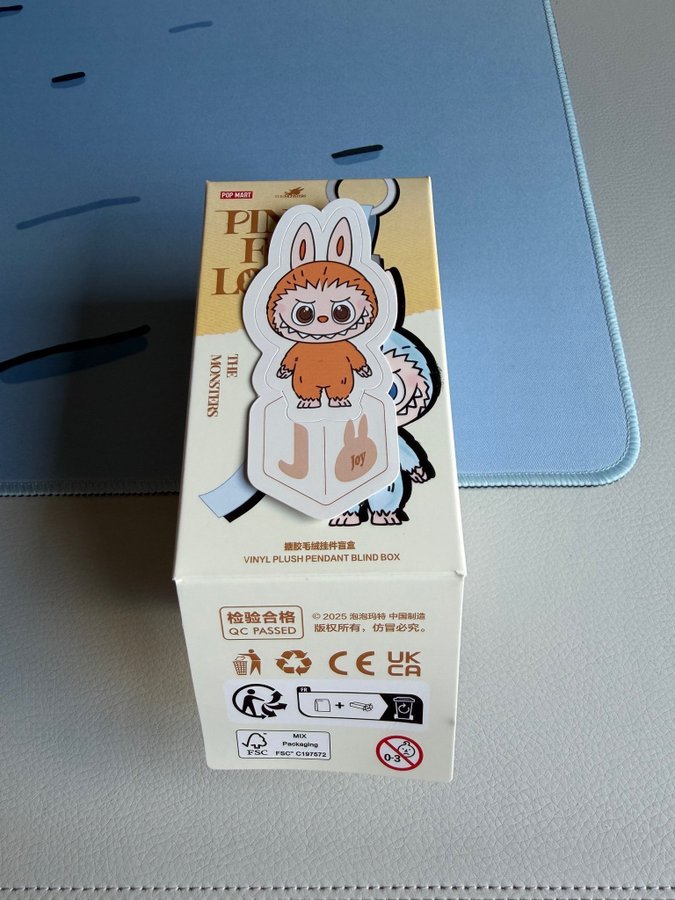 POP MART
THE MONSTERS
J
Joy
搪胶毛绒挂件盲盒
VINYL PLUSH PENDANT BLIND BOX
检验合格
QC PASSED
© 2025 泡泡玛特 中国制造
版权所有，仿冒必究。
CE
UK
CA
FR
FSC
MIX
Packaging
FSC™ C197572
0-3